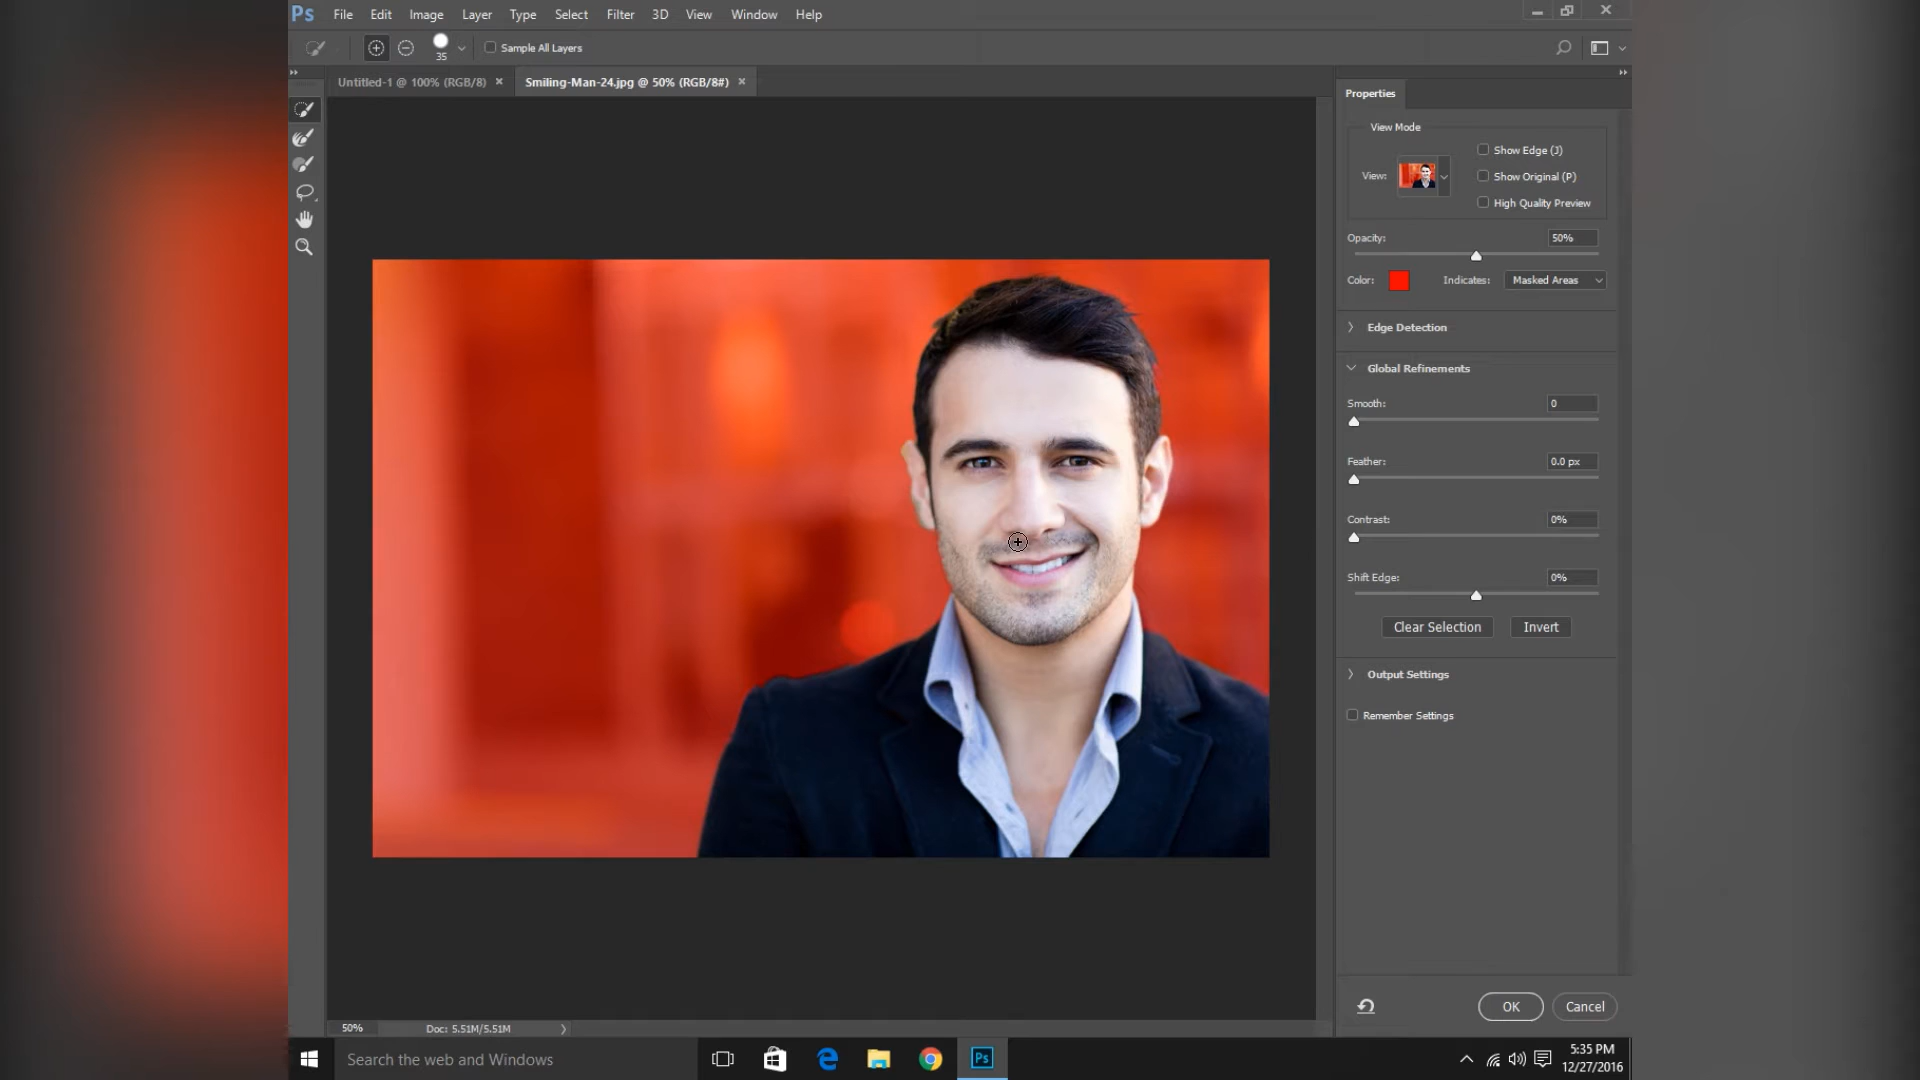 Ps File Edit Image Layer Type Select Filter 3D View Window Help
35
Sample All Layers
Untitled-1 @ 100% (RGB/8) × Smiling-Man-24.jpg @ 50% (RGB/8#) ×
Properties
View Mode
Show Edge (J)
View:
Show Original (P)
High Quality Preview
Opacity: 50%
Color: Indicates: Masked Areas
Edge Detection
Global Refinements
Smooth: 0
Feather: 0.0 px
Contrast: 0%
Shift Edge: 0%
Clear Selection Invert
Output Settings
Remember Settings
OK Cancel
50% Doc: 5.51M/5.51M
Search the web and Windows
Ps
5:35 PM
12/27/2016